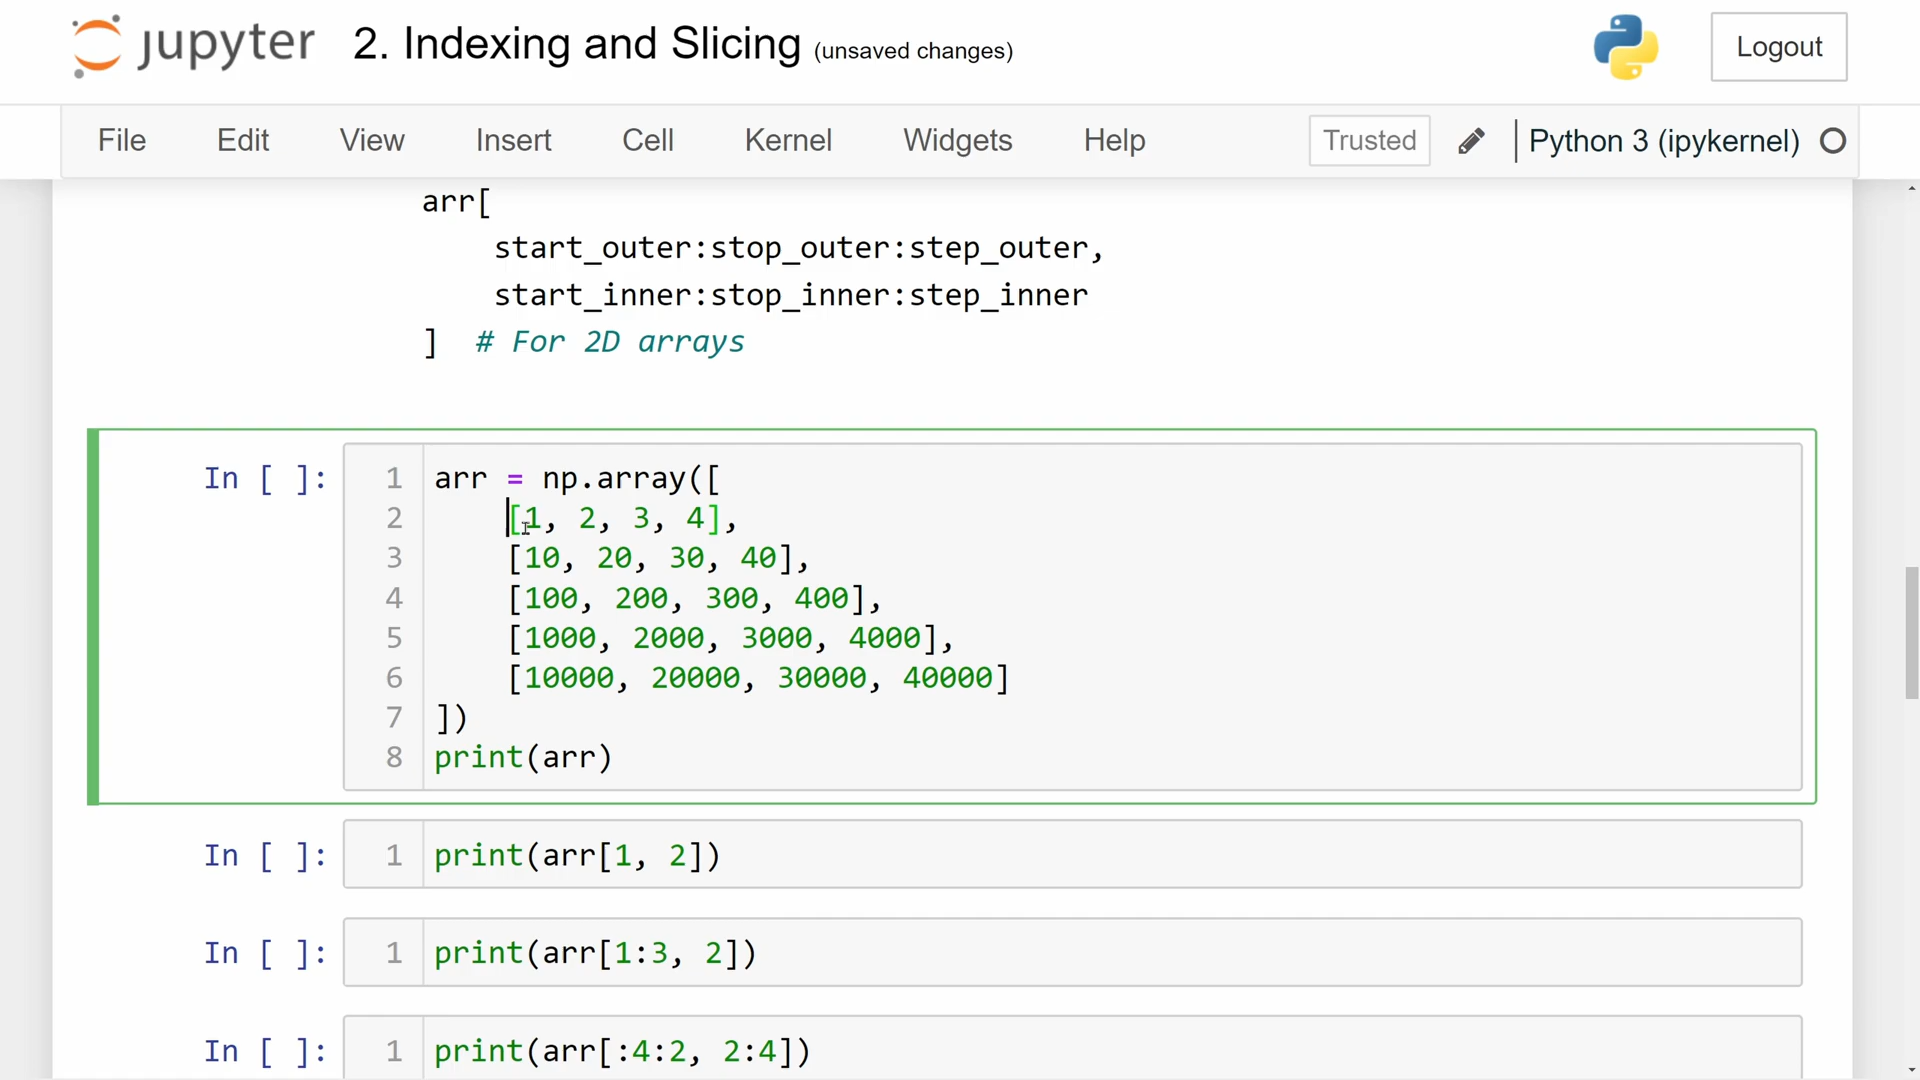 jupyter 2. Indexing and Slicing (unsaved changes) Logout
File Edit View Insert Cell Kernel Widgets Help Trusted Python 3 (ipykernel)
arr[
    start_outer:stop_outer:step_outer,
    start_inner:stop_inner:step_inner
]  # For 2D arrays
In [ ]: 1 arr = np.array([
2     [1, 2, 3, 4],
3     [10, 20, 30, 40],
4     [100, 200, 300, 400],
5     [1000, 2000, 3000, 4000],
6     [10000, 20000, 30000, 40000]
7 ])
8 print(arr)
In [ ]: 1 print(arr[1, 2])
In [ ]: 1 print(arr[1:3, 2])
In [ ]: 1 print(arr[:4:2, 2:4])